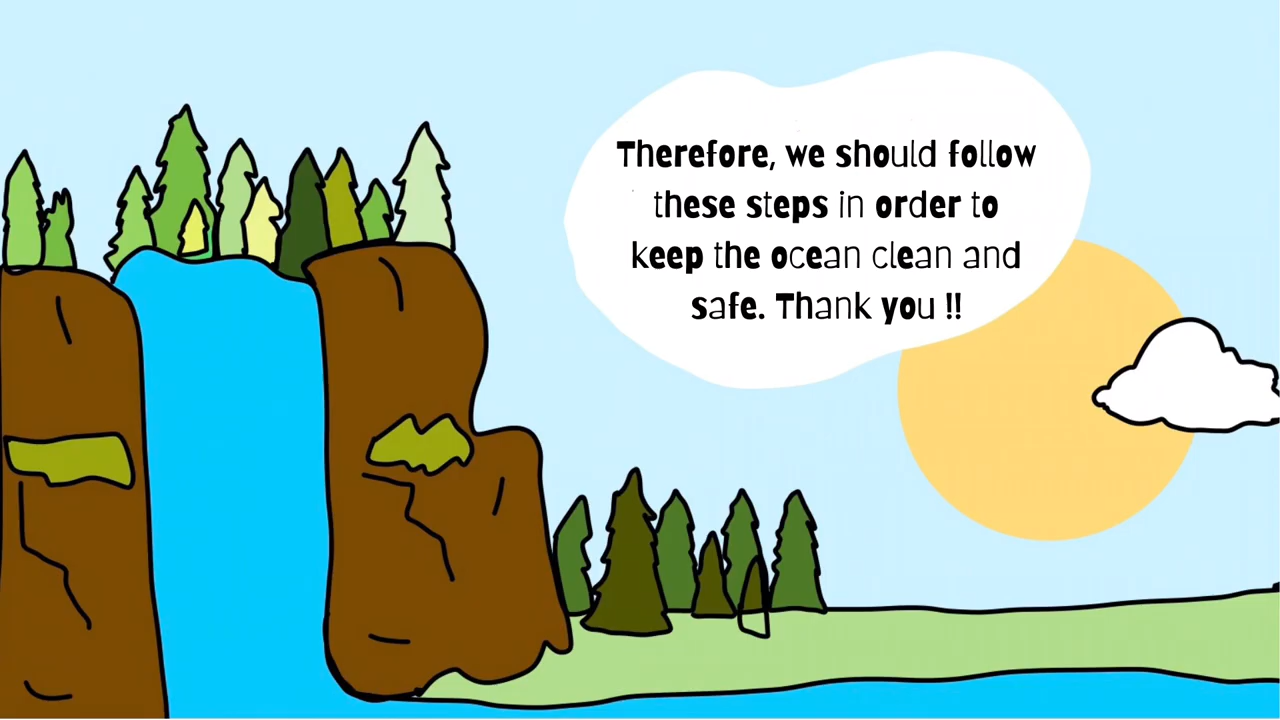 Therefore, we should follow
these steps in order to
keep the ocean clean and
safe. Thank you !!